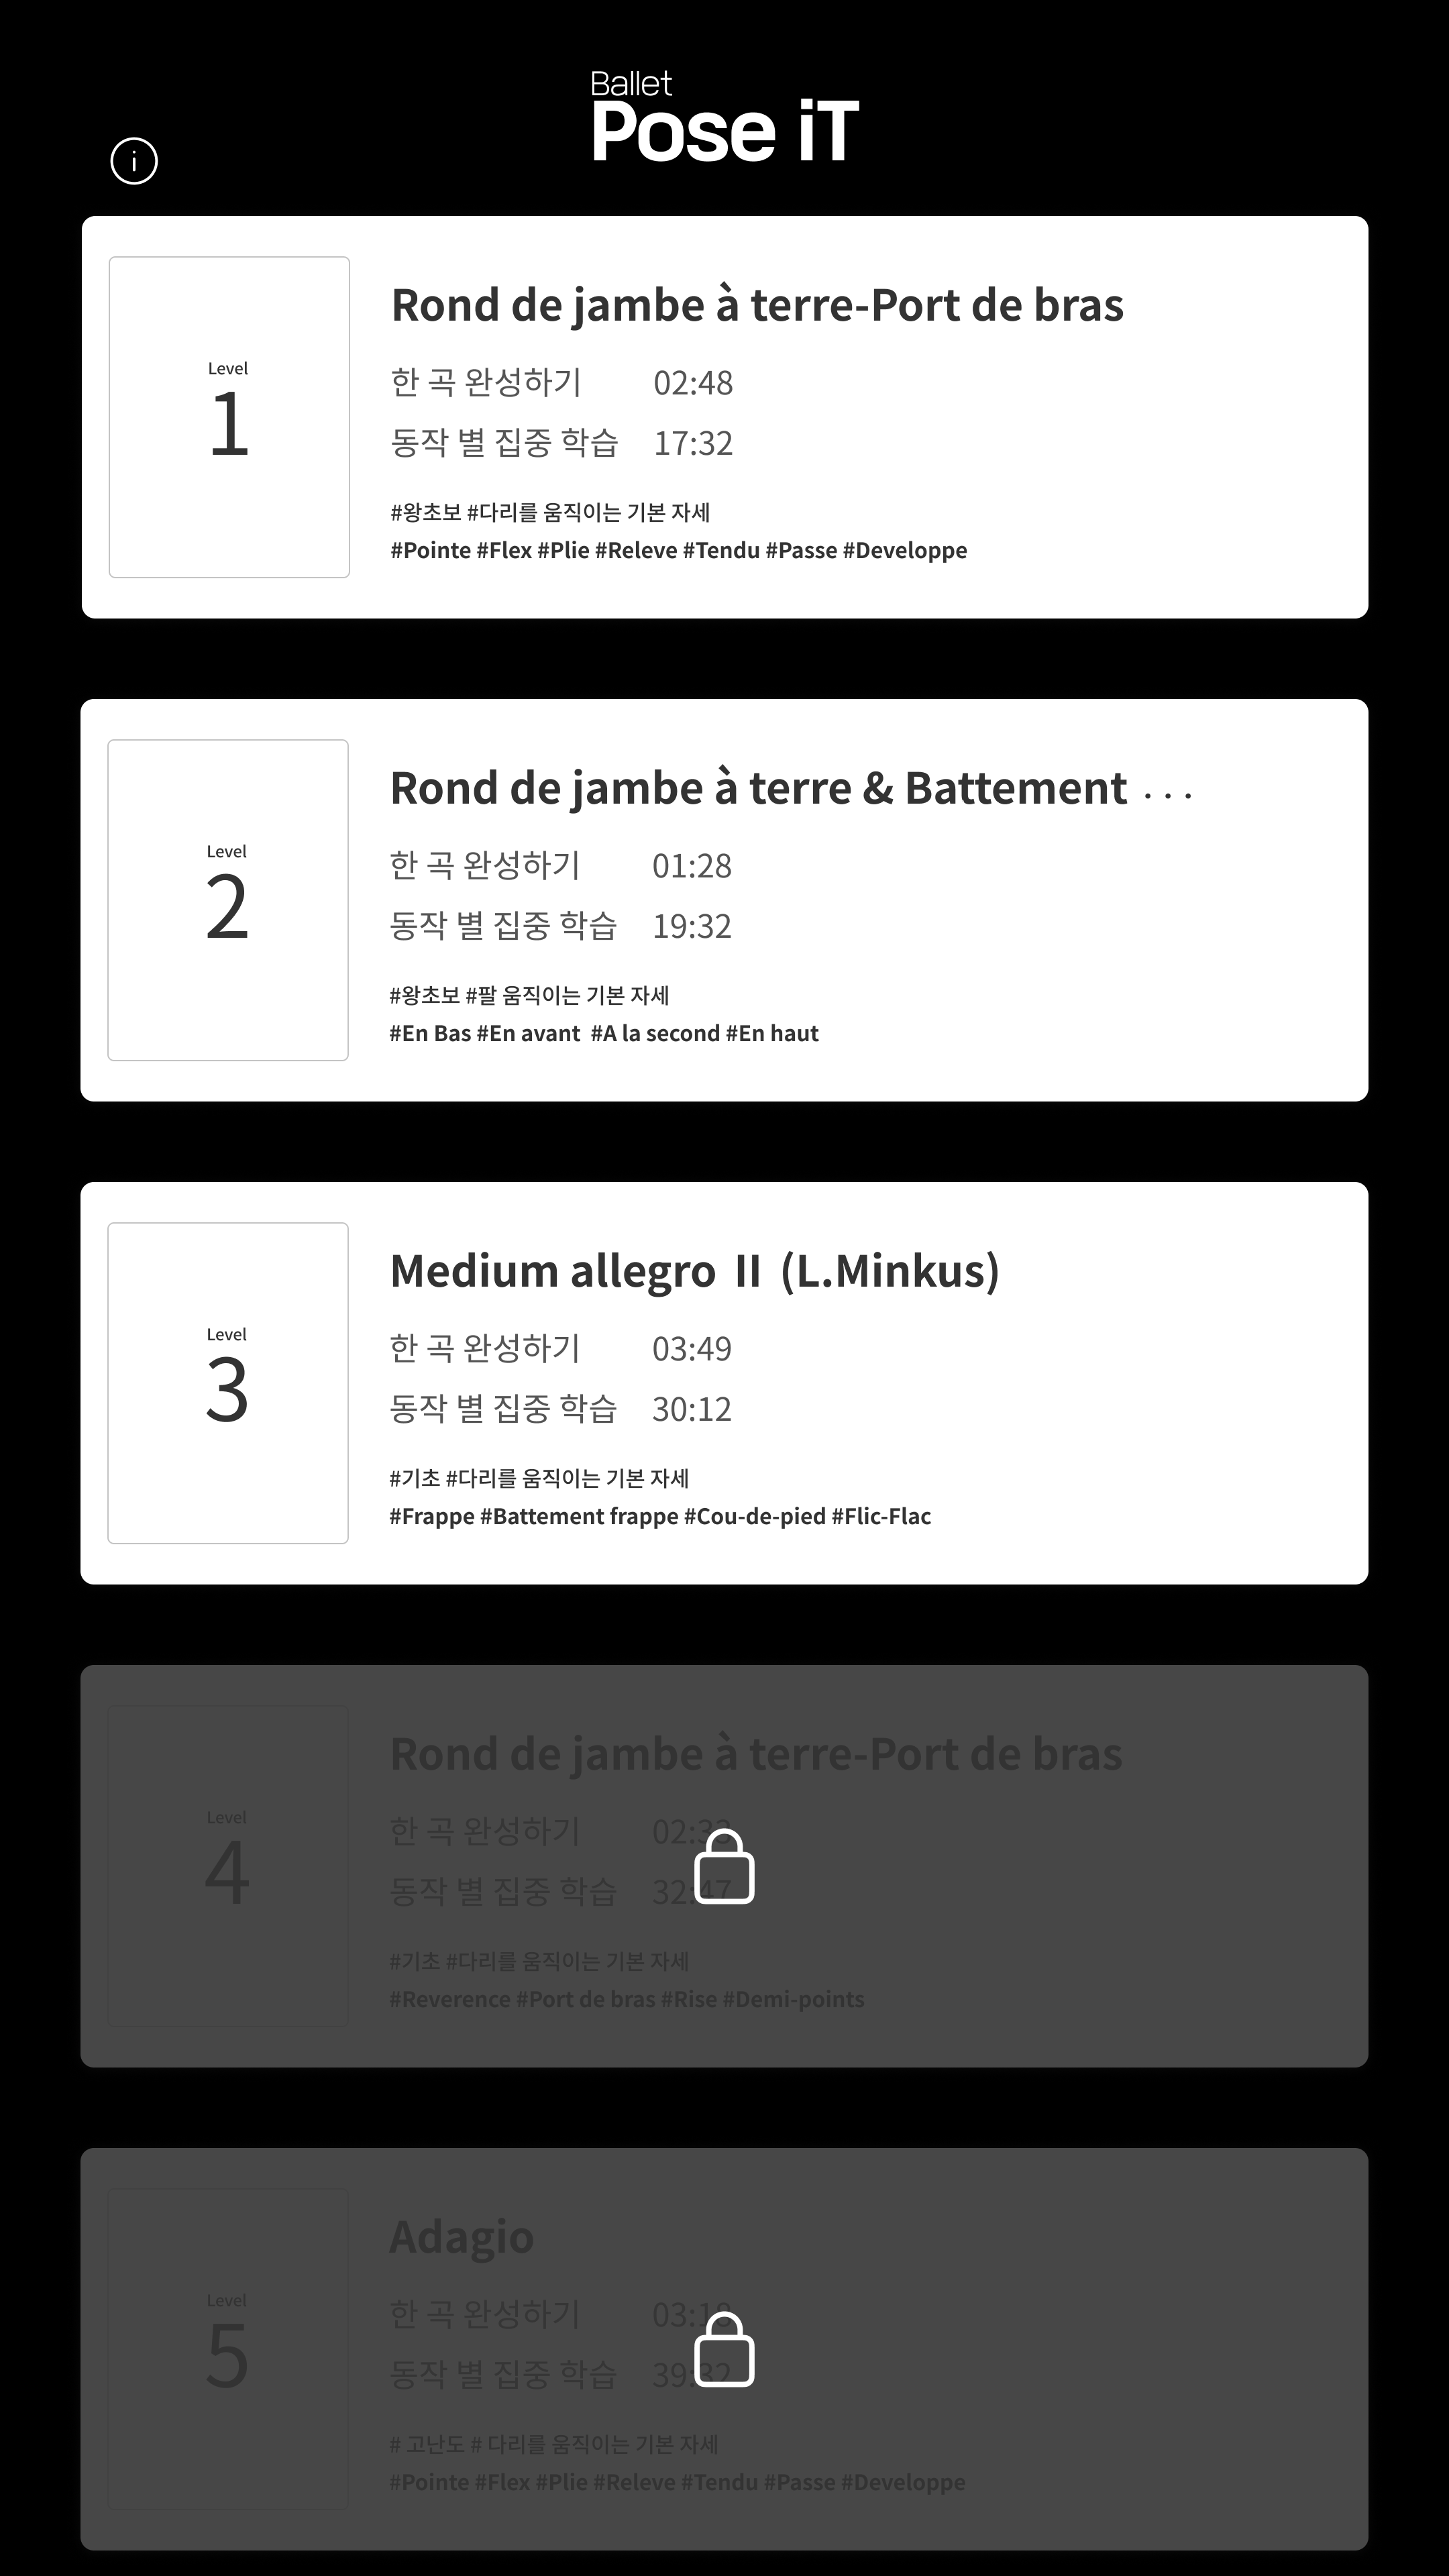 Ballet
Pose iT
Rond de jambe à terre-Port de bras
Level
1
한 곡 완성하기 02:48
동작 별 집중 학습 17:32
#왕초보 #다리를 움직이는 기본 자세
#Pointe #Flex #Plie #Releve #Tendu #Passe #Developpe
Rond de jambe à terre & Battement ...
Level
2
한 곡 완성하기 01:28
동작 별 집중 학습 19:32
#왕초보 #팔 움직이는 기본 자세
#En Bas #En avant #A la second #En haut
Medium allegro II (L.Minkus)
Level
3
한 곡 완성하기 03:49
동작 별 집중 학습 30:12
#기초 #다리를 움직이는 기본 자세
#Frappe #Battement frappe #Cou-de-pied #Flic-Flac
Rond de jambe à terre-Port de bras
Level
4
한 곡 완성하기
동작 별 집중 학습 32:47
#기초 #다리를 움직이는 기본 자세
#Reverence #Port de bras #Rise #Demi-points
Adagio
Level
5
한 곡 완성하기 03:18
동작 별 집중 학습 39:32
# 고난도 # 다리를 움직이는 기본 자세
#Pointe #Flex #Plie #Releve #Tendu #Passe #Developpe